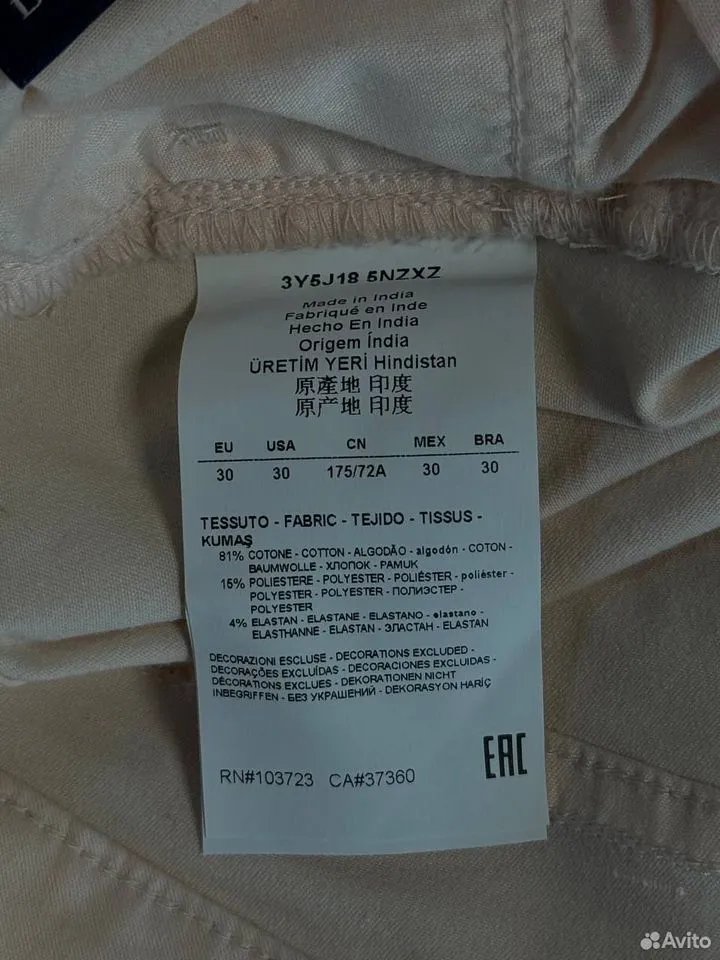 3Y5J18 5NZXZ
Made in India
Fabriqué en Inde
Hecho En India
Origem Índia
ÜRETİM YERİ Hindistan
原產地 印度
原产地 印度
EU USA CN MEX BRA
30 30 175/72A 30 30
TESSUTO - FABRIC - TEJIDO - TISSUS -
KUMAŞ
81% COTONE - COTTON - ALGODÃO - algodón - COTON -
BAUMWOLLE - ХЛОПОК - PAMUK
15% POLIESTERE - POLYESTER - POLIÉSTER - poliéster -
POLYESTER - POLYESTER - ПОЛИЭСТЕР -
POLYESTER
4% ELASTAN - ELASTANE - ELASTANO - elastano -
ELASTHANNE - ELASTAN - ЭЛАСТАН - ELASTAN
DECORAZIONI ESCLUSE - DECORATIONS EXCLUDED -
DECORAÇÕES EXCLUÍDAS - DECORACIONES EXCLUIDAS -
DÉCORATIONS EXCLUES - DEKORATIONEN NICHT
INBEGRIFFEN - БЕЗ УКРАШЕНИЙ - DEKORASYON HARİÇ
RN#103723 CA#37360
EAC
Avito